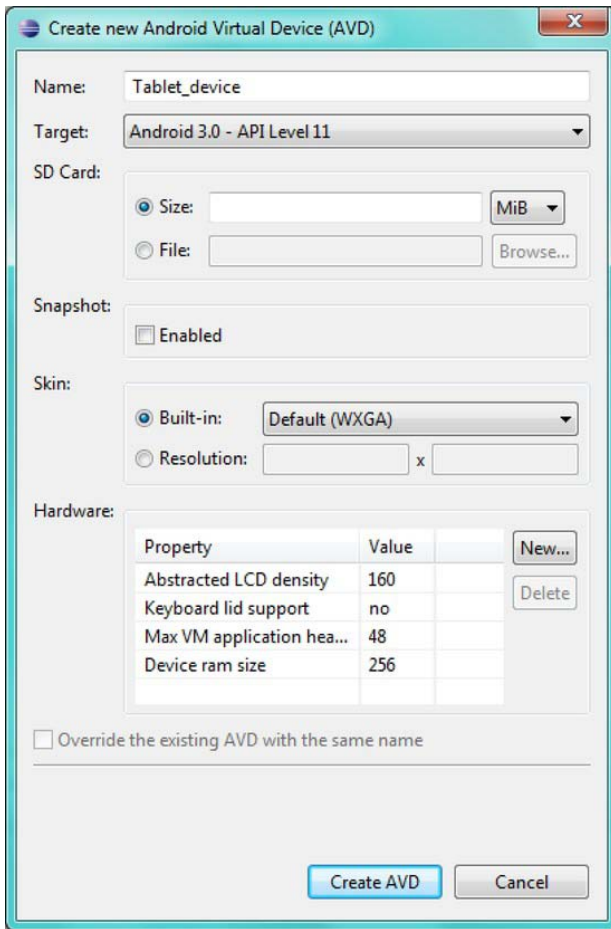 Create new Android Virtual Device (AVD)
Name: Tablet_device
Target: Android 3.0 - API Level 11
SD Card:
Size: MiB
File: Browse...
Snapshot:
Enabled
Skin:
Built-in: Default (WXGA)
Resolution: x
Hardware:
Property Value New...
Abstracted LCD density 160
Delete
Keyboard lid support no
Max VM application hea... 48
Device ram size 256
Override the existing AVD with the same name
Create AVD Cancel